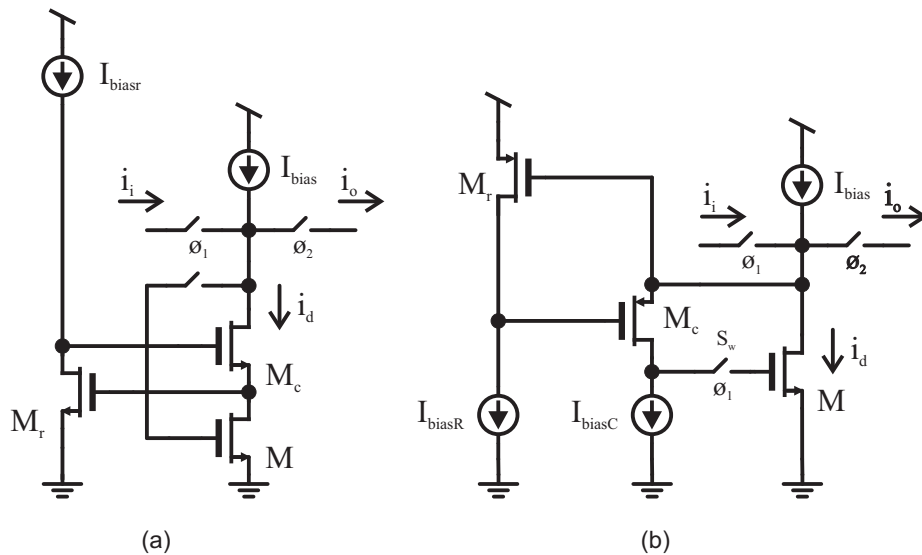 I_biasr
I_bias
i_i
i_o
ø_1
ø_2
i_d
M_c
M_r
M
(a)
M_r
I_bias
i_i
i_o
ø_1
ø_2
M_c
S_w
ø_1
i_d
M
I_biasR
I_biasC
(b)